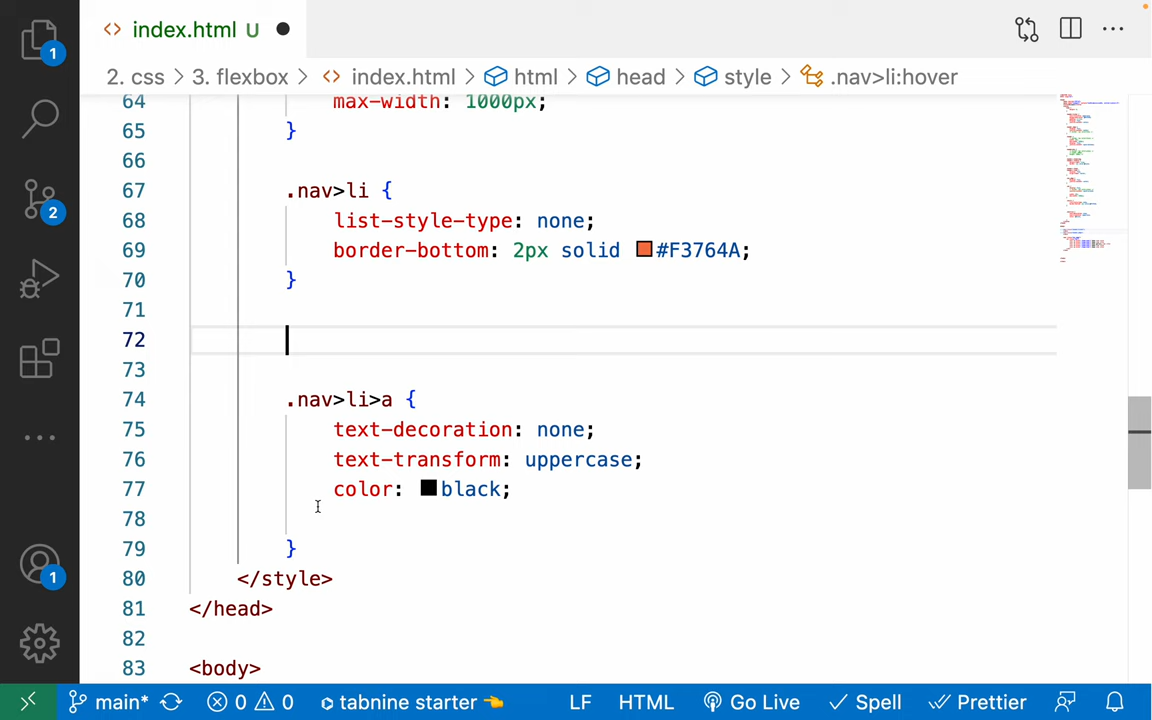 index.html U
2. css > 3. flexbox > index.html > html > head > style > .nav>li:hover
64 max-width: 1000px;
65 }
66
67 .nav>li {
68 list-style-type: none;
69 border-bottom: 2px solid #F3764A;
70 }
71
72
73
74 .nav>li>a {
75 text-decoration: none;
76 text-transform: uppercase;
77 color: black;
78
79 }
80 </style>
81 </head>
82
83 <body>
1
2
1
main* 0 0 tabnine starter LF HTML Go Live Spell Prettier